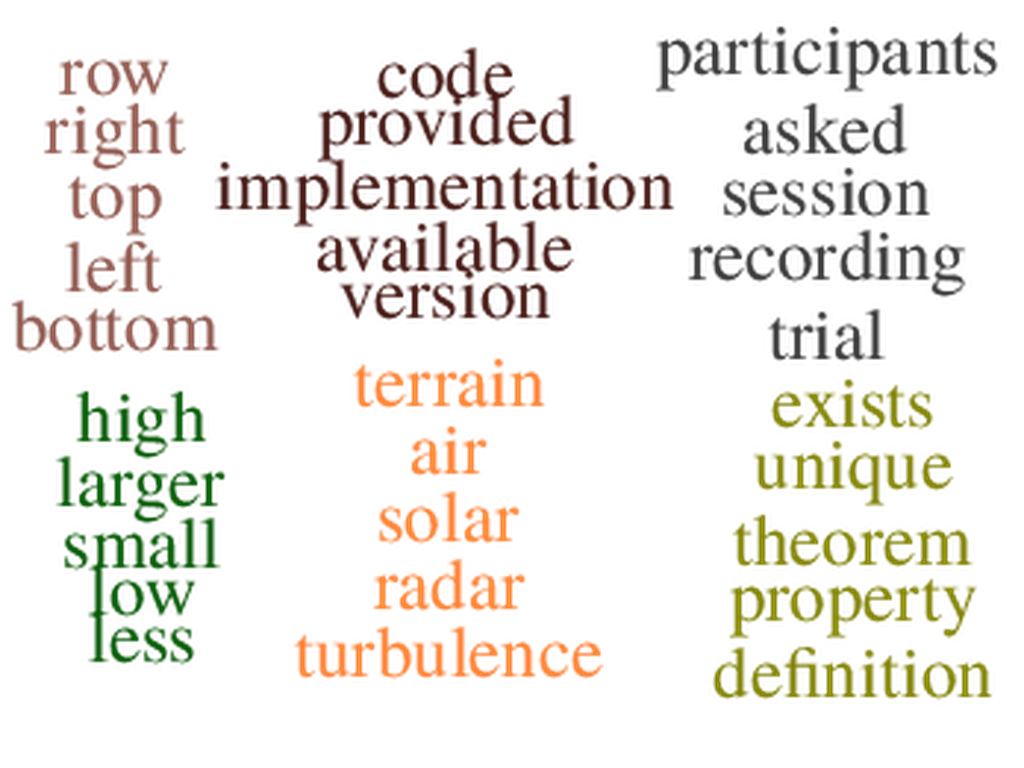 row
right
top
left
bottom
high
larger
small
low
less
code
provided
implementation
available
version
terrain
air
solar
radar
turbulence
participants
asked
session
recording
trial
exists
unique
theorem
property
definition